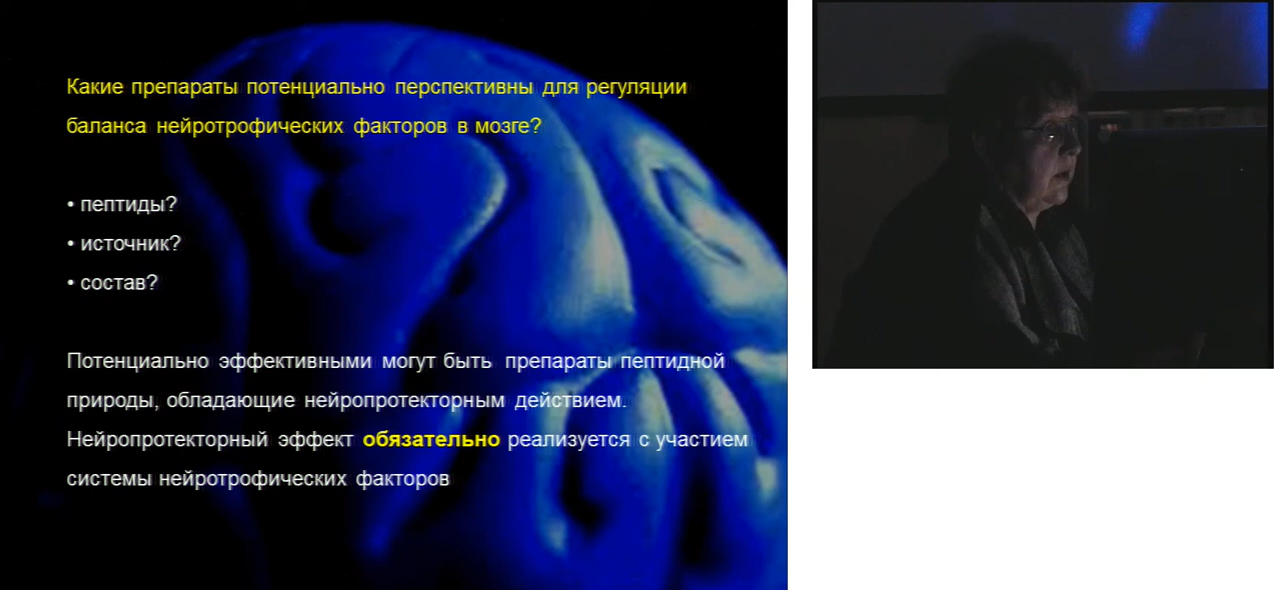 Какие препараты потенциально перспективны для регуляции
баланса нейротрофических факторов в мозге?
• пептиды?
• источник?
• состав?
Потенциально эффективными могут быть препараты пептидной
природы, обладающие нейропротекторным действием.
Нейропротекторный эффект обязательно реализуется с участием
системы нейротрофических факторов